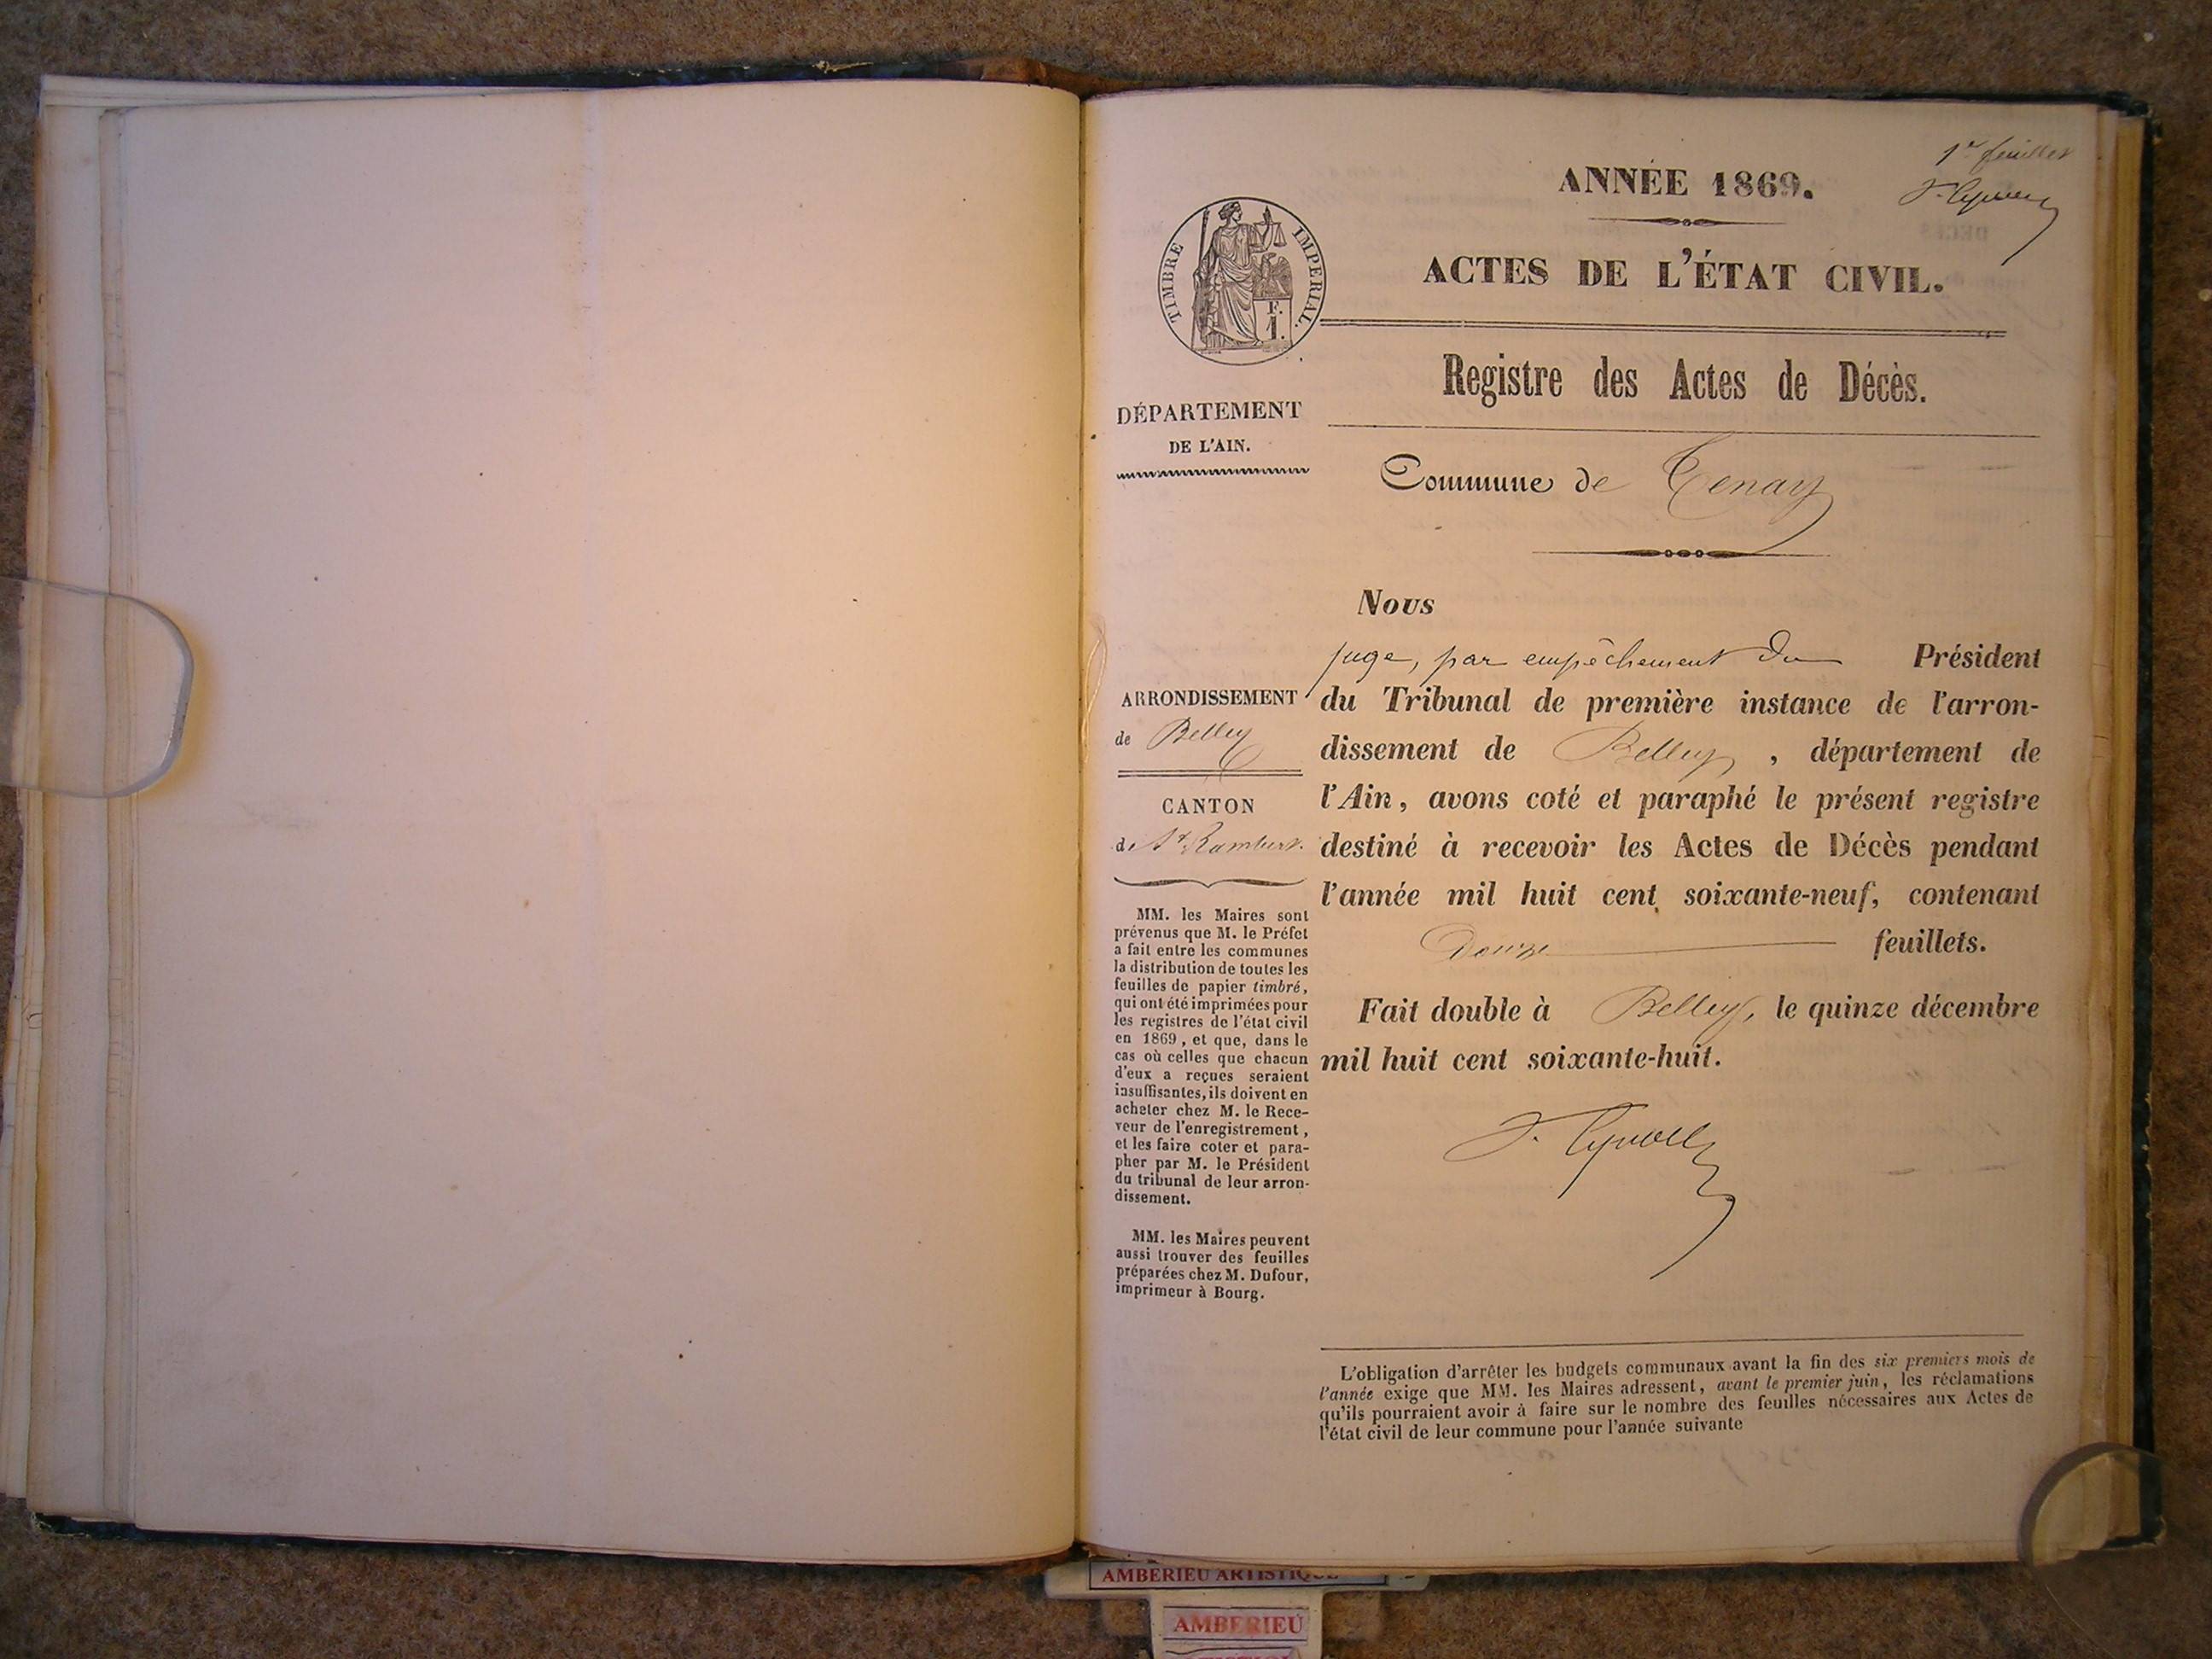 1er feuillet
ANNÉE 1869.
ACTES DE L'ÉTAT CIVIL.
TIMBRE IMPERIAL.
F.
I.
Registre des Actes de Décès.
DÉPARTEMENT
DE L'AIN.
Commune de Tenay
Nous
juge, par empêchement du Président
du Tribunal de première instance de l'arron-
dissement de Belley, département de
l'Ain, avons coté et paraphé le présent registre
destiné à recevoir les Actes de Décès pendant
l'année mil huit cent soixante-neuf, contenant
Douze feuillets.
Fait double à Belley, le quinze décembre
mil huit cent soixante-huit.
ARRONDISSEMENT
de Belley
CANTON
de St Rambert.
MM. les Maires sont
prévenus que M. le Préfet
a fait entre les communes
la distribution de toutes les
feuilles de papier timbré,
qui ont été imprimées pour
les registres de l'état civil
en 1869, et que, dans le
cas où celles que chacun
d'eux a reçues seraient
insuffisantes, ils doivent en
acheter chez M. le Rece-
veur de l'enregistrement,
et les faire coter et para-
pher par M. le Président
du tribunal de leur arron-
dissement.
MM. les Maires peuvent
aussi trouver des feuilles
préparées chez M. Dufour,
imprimeur à Bourg.
L'obligation d'arrêter les budgets communaux avant la fin des six premiers mois de
l'année exige que MM. les Maires adressent, avant le premier juin, les réclamations
qu'ils pourraient avoir à faire sur le nombre des feuilles nécessaires aux Actes de
l'état civil de leur commune pour l'année suivante
AMBERIEU ARTISTIQUE
AMBERIEU